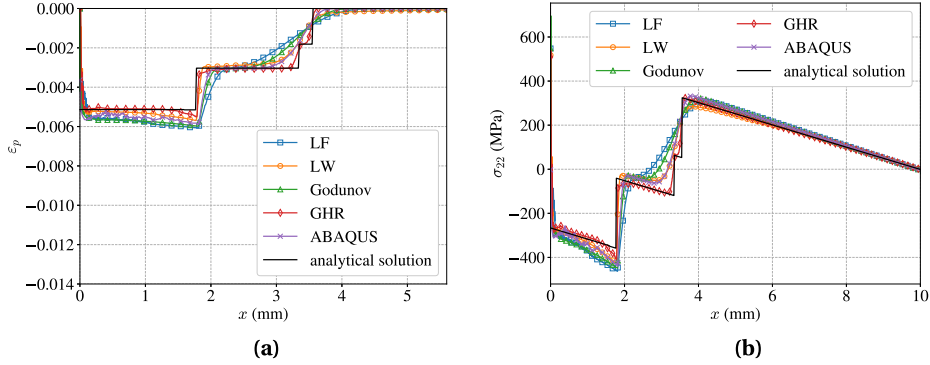 0.000
−0.002
−0.004
−0.006
−0.008
−0.010
−0.012
−0.014
εp
0 1 2 3 4 5
x (mm)
LF
LW
Godunov
GHR
ABAQUS
analytical solution
(a)
600
400
200
0
−200
−400
σ22 (MPa)
0 2 4 6 8 10
x (mm)
LF
LW
Godunov
GHR
ABAQUS
analytical solution
(b)